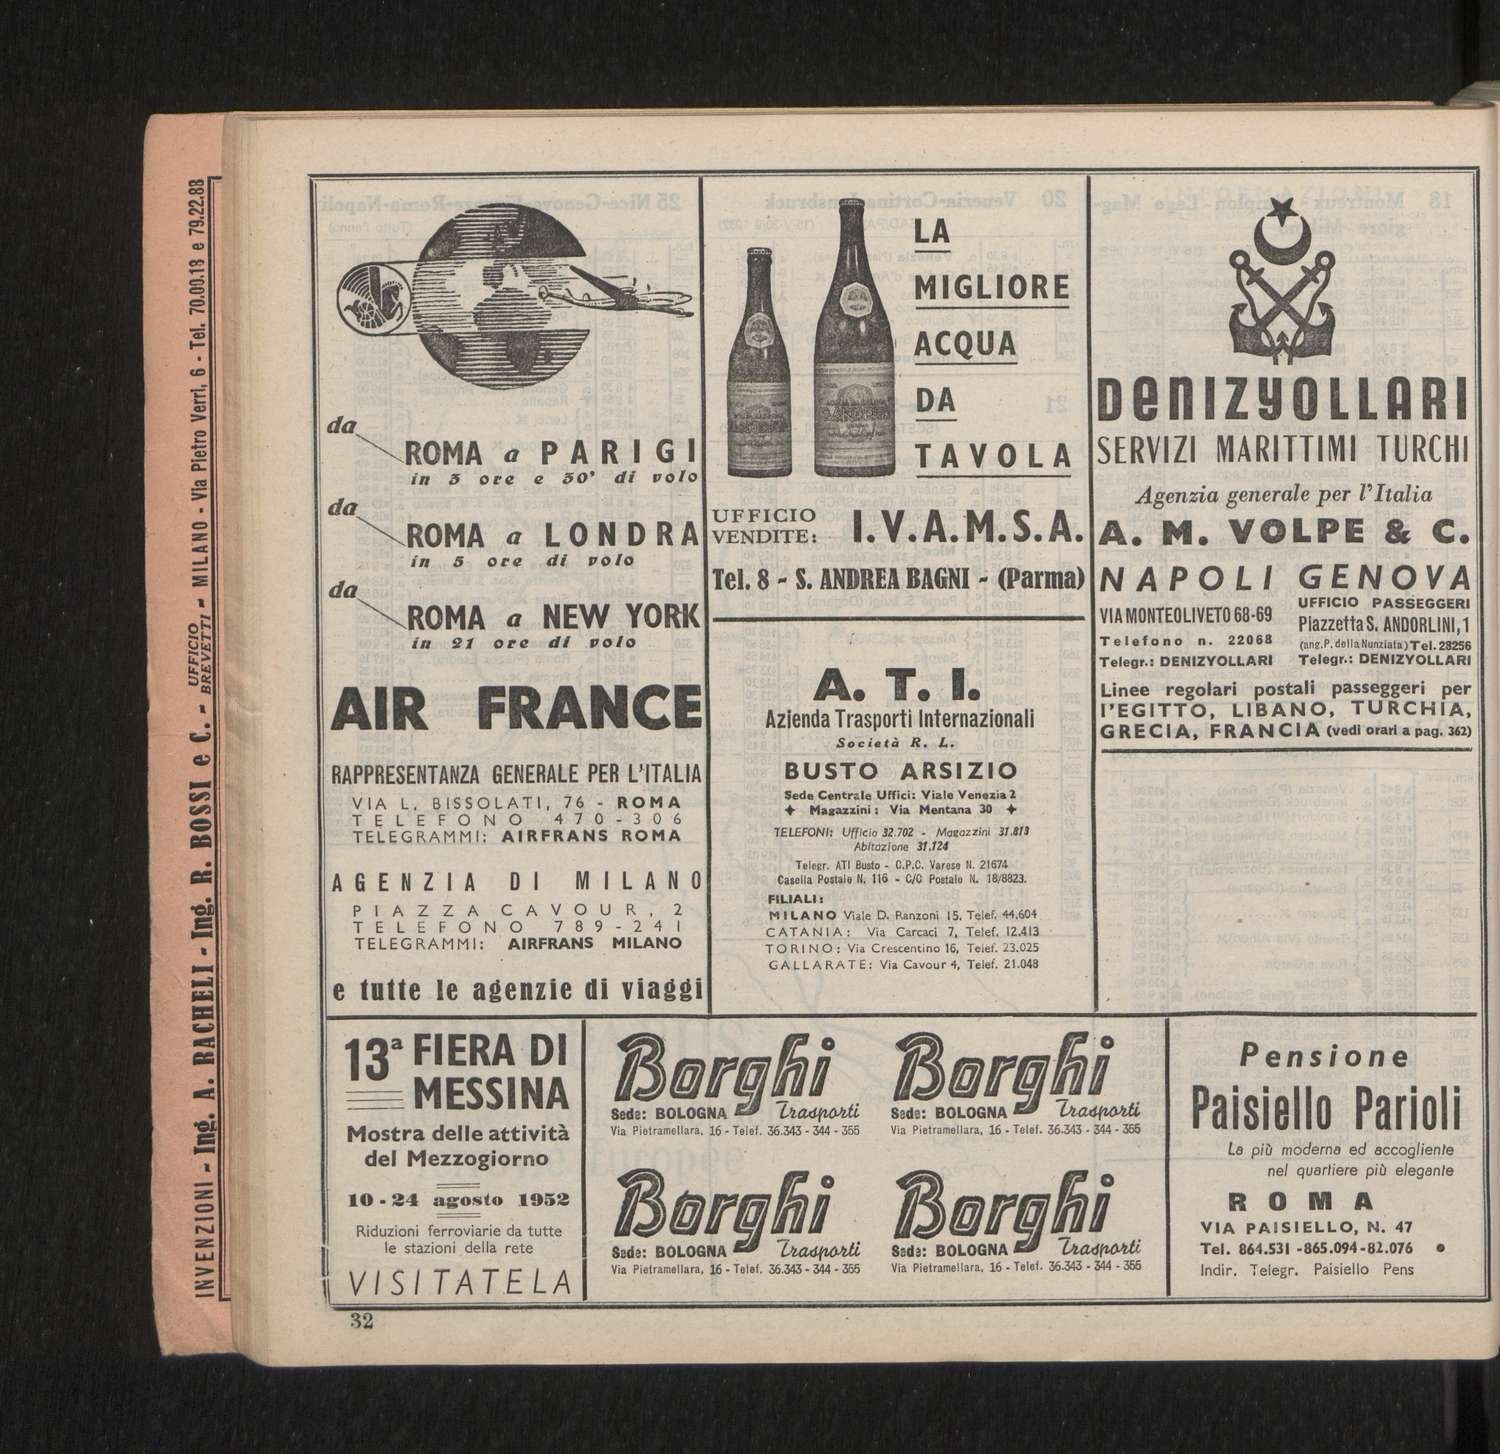 INVENZIONI - Ing. A. RACHELI - Ing. R. BOSSI e C. - UFFICIO BREVETTI - MILANO - Via Pietro Verri, 6 - Tel. 70.00.18 e 79.22.88
da
ROMA a PARIGI
in 3 ore e 30' di volo
da
ROMA a LONDRA
in 5 ore di volo
da
ROMA a NEW YORK
in 21 ore di volo
AIR FRANCE
RAPPRESENTANZA GENERALE PER L'ITALIA
VIA L. BISSOLATI, 76 - ROMA
TELEFONO 470-306
TELEGRAMMI: AIRFRANS ROMA
AGENZIA DI MILANO
PIAZZA CAVOUR, 2
TELEFONO 789-241
TELEGRAMMI: AIRFRANS MILANO
e tutte le agenzie di viaggi
LA
MIGLIORE
ACQUA
DA
TAVOLA
UFFICIO
VENDITE: I.V.A.M.S.A.
Tel. 8 - S. ANDREA BAGNI - (Parma)
A. T. I.
Azienda Trasporti Internazionali
Società R. L.
BUSTO ARSIZIO
Sede Centrale Uffici: Viale Venezia 2
✦ Magazzini: Via Mentana 30 ✦
TELEFONI: Ufficio 32.702 - Magazzini 31.813
Abitazione 31.124
Telegr. ATI Busto - C.P.C. Varese N. 21674
Casella Postale N. 116 - C/C Postale N. 18/8823.
FILIALI:
MILANO Viale D. Ranzoni 15, Telef. 44.604
CATANIA: Via Carcaci 7, Telef. 12.413
TORINO: Via Crescentino 16, Telef. 23.025
GALLARATE: Via Cavour 4, Telef. 21.048
DENIZYOLLARI
SERVIZI MARITTIMI TURCHI
Agenzia generale per l'Italia
A. M. VOLPE & C.
NAPOLI GENOVA
VIA MONTEOLIVETO 68-69
Telefono n. 22068
Telegr.: DENIZYOLLARI
UFFICIO PASSEGGERI
Piazzetta S. ANDORLINI, 1
(ang. P. della Nunziata) Tel. 28256
Telegr.: DENIZYOLLARI
Linee regolari postali passeggeri per
l'EGITTO, LIBANO, TURCHIA,
GRECIA, FRANCIA (vedi orari a pag. 362)
13ª FIERA DI
MESSINA
Mostra delle attività
del Mezzogiorno
10 - 24 agosto 1952
Riduzioni ferroviarie da tutte
le stazioni della rete
VISITATELA
Borghi
Sede: BOLOGNA Trasporti
Via Pietramellara, 16 - Telef. 36.343 - 344 - 355
Borghi
Sede: BOLOGNA Trasporti
Via Pietramellara, 16 - Telef. 36.343 - 344 - 355
Borghi
Sede: BOLOGNA Trasporti
Via Pietramellara, 16 - Telef. 36.343 - 344 - 355
Borghi
Sede: BOLOGNA Trasporti
Via Pietramellara, 16 - Telef. 36.343 - 344 - 355
Pensione
Paisiello Parioli
La più moderna ed accogliente
nel quartiere più elegante
ROMA
VIA PAISIELLO, N. 47
Tel. 864.531 - 865.094 - 82.076
Indir. Telegr. Paisiello Pens
32